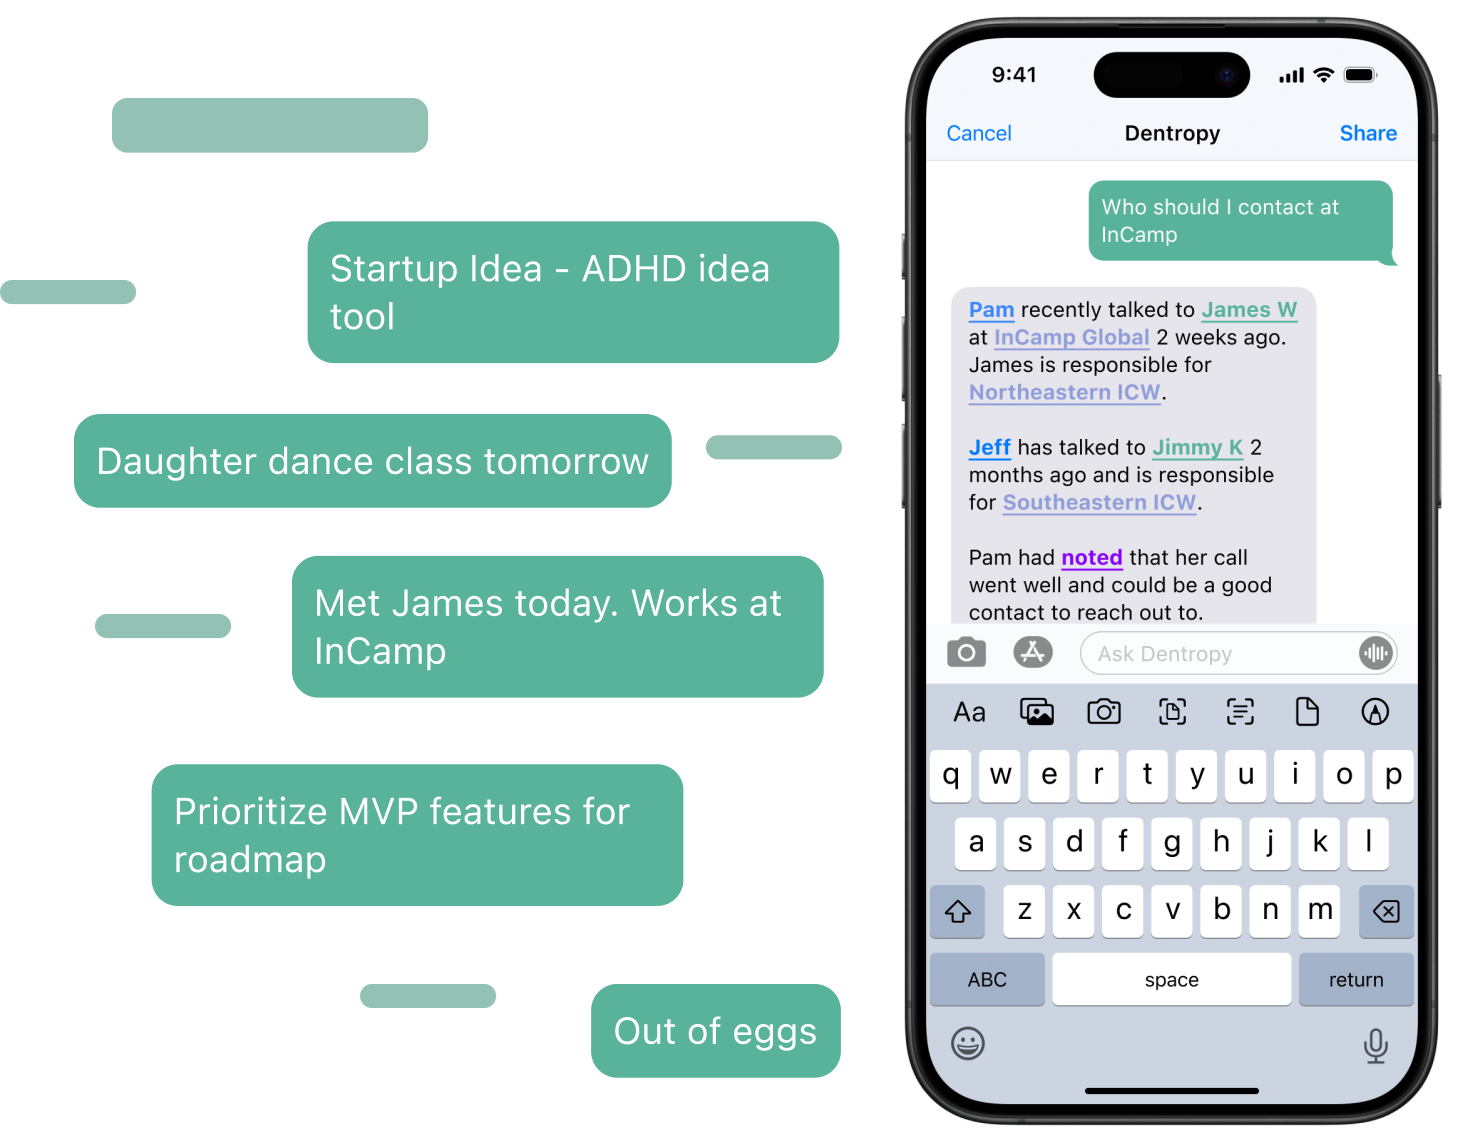 Startup Idea - ADHD idea
tool
Daughter dance class tomorrow
Met James today. Works at
InCamp
Prioritize MVP features for
roadmap
Out of eggs
9:41
Cancel Dentropy Share
Who should I contact at
InCamp
Pam recently talked to James W
at InCamp Global 2 weeks ago.
James is responsible for
Northeastern ICW.
Jeff has talked to Jimmy K 2
months ago and is responsible
for Southeastern ICW.
Pam had noted that her call
went well and could be a good
contact to reach out to.
Ask Dentropy
Aa
q w e r t y u i o p
a s d f g h j k l
z x c v b n m
ABC space return